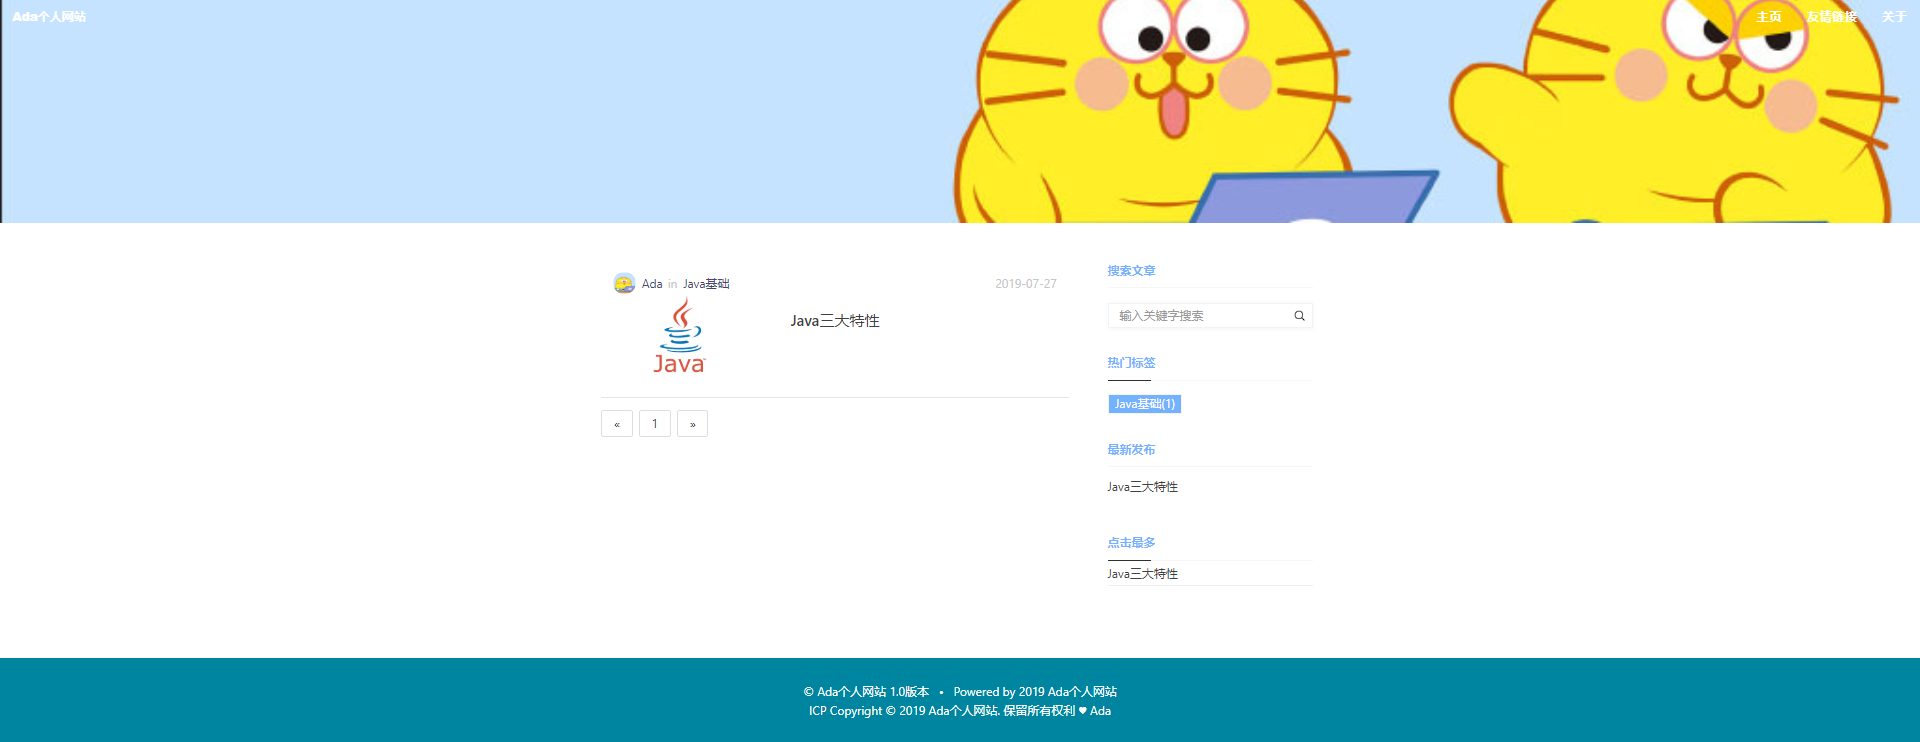 Ada个人网站
主页 友情链接 关于
Ada in Java基础 2019-07-27
Java三大特性
Java
« 1 »
搜索文章
输入关键字搜索
热门标签
Java基础(1)
最新发布
Java三大特性
点击最多
Java三大特性
© Ada个人网站 1.0版本 • Powered by 2019 Ada个人网站
ICP Copyright © 2019 Ada个人网站. 保留所有权利 ♥ Ada